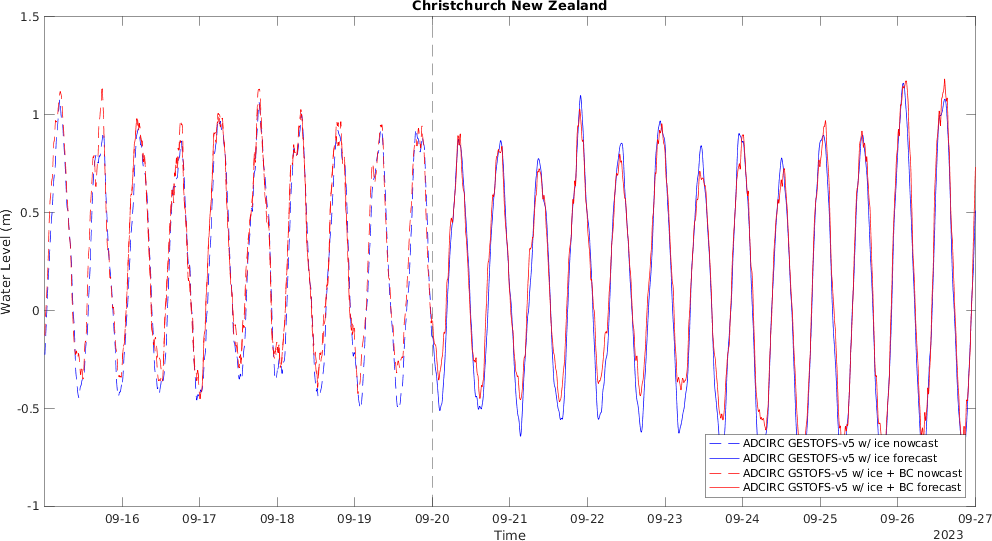 Christchurch New Zealand
1.5
1
0.5
0
-0.5
-1
Water Level (m)
ADCIRC GESTOFS-v5 w/ ice nowcast
ADCIRC GESTOFS-v5 w/ ice forecast
ADCIRC GSTOFS-v5 w/ ice + BC nowcast
ADCIRC GSTOFS-v5 w/ ice + BC forecast
09-16 09-17 09-18 09-19 09-20 09-21 09-22 09-23 09-24 09-25 09-26 09-27
Time
2023